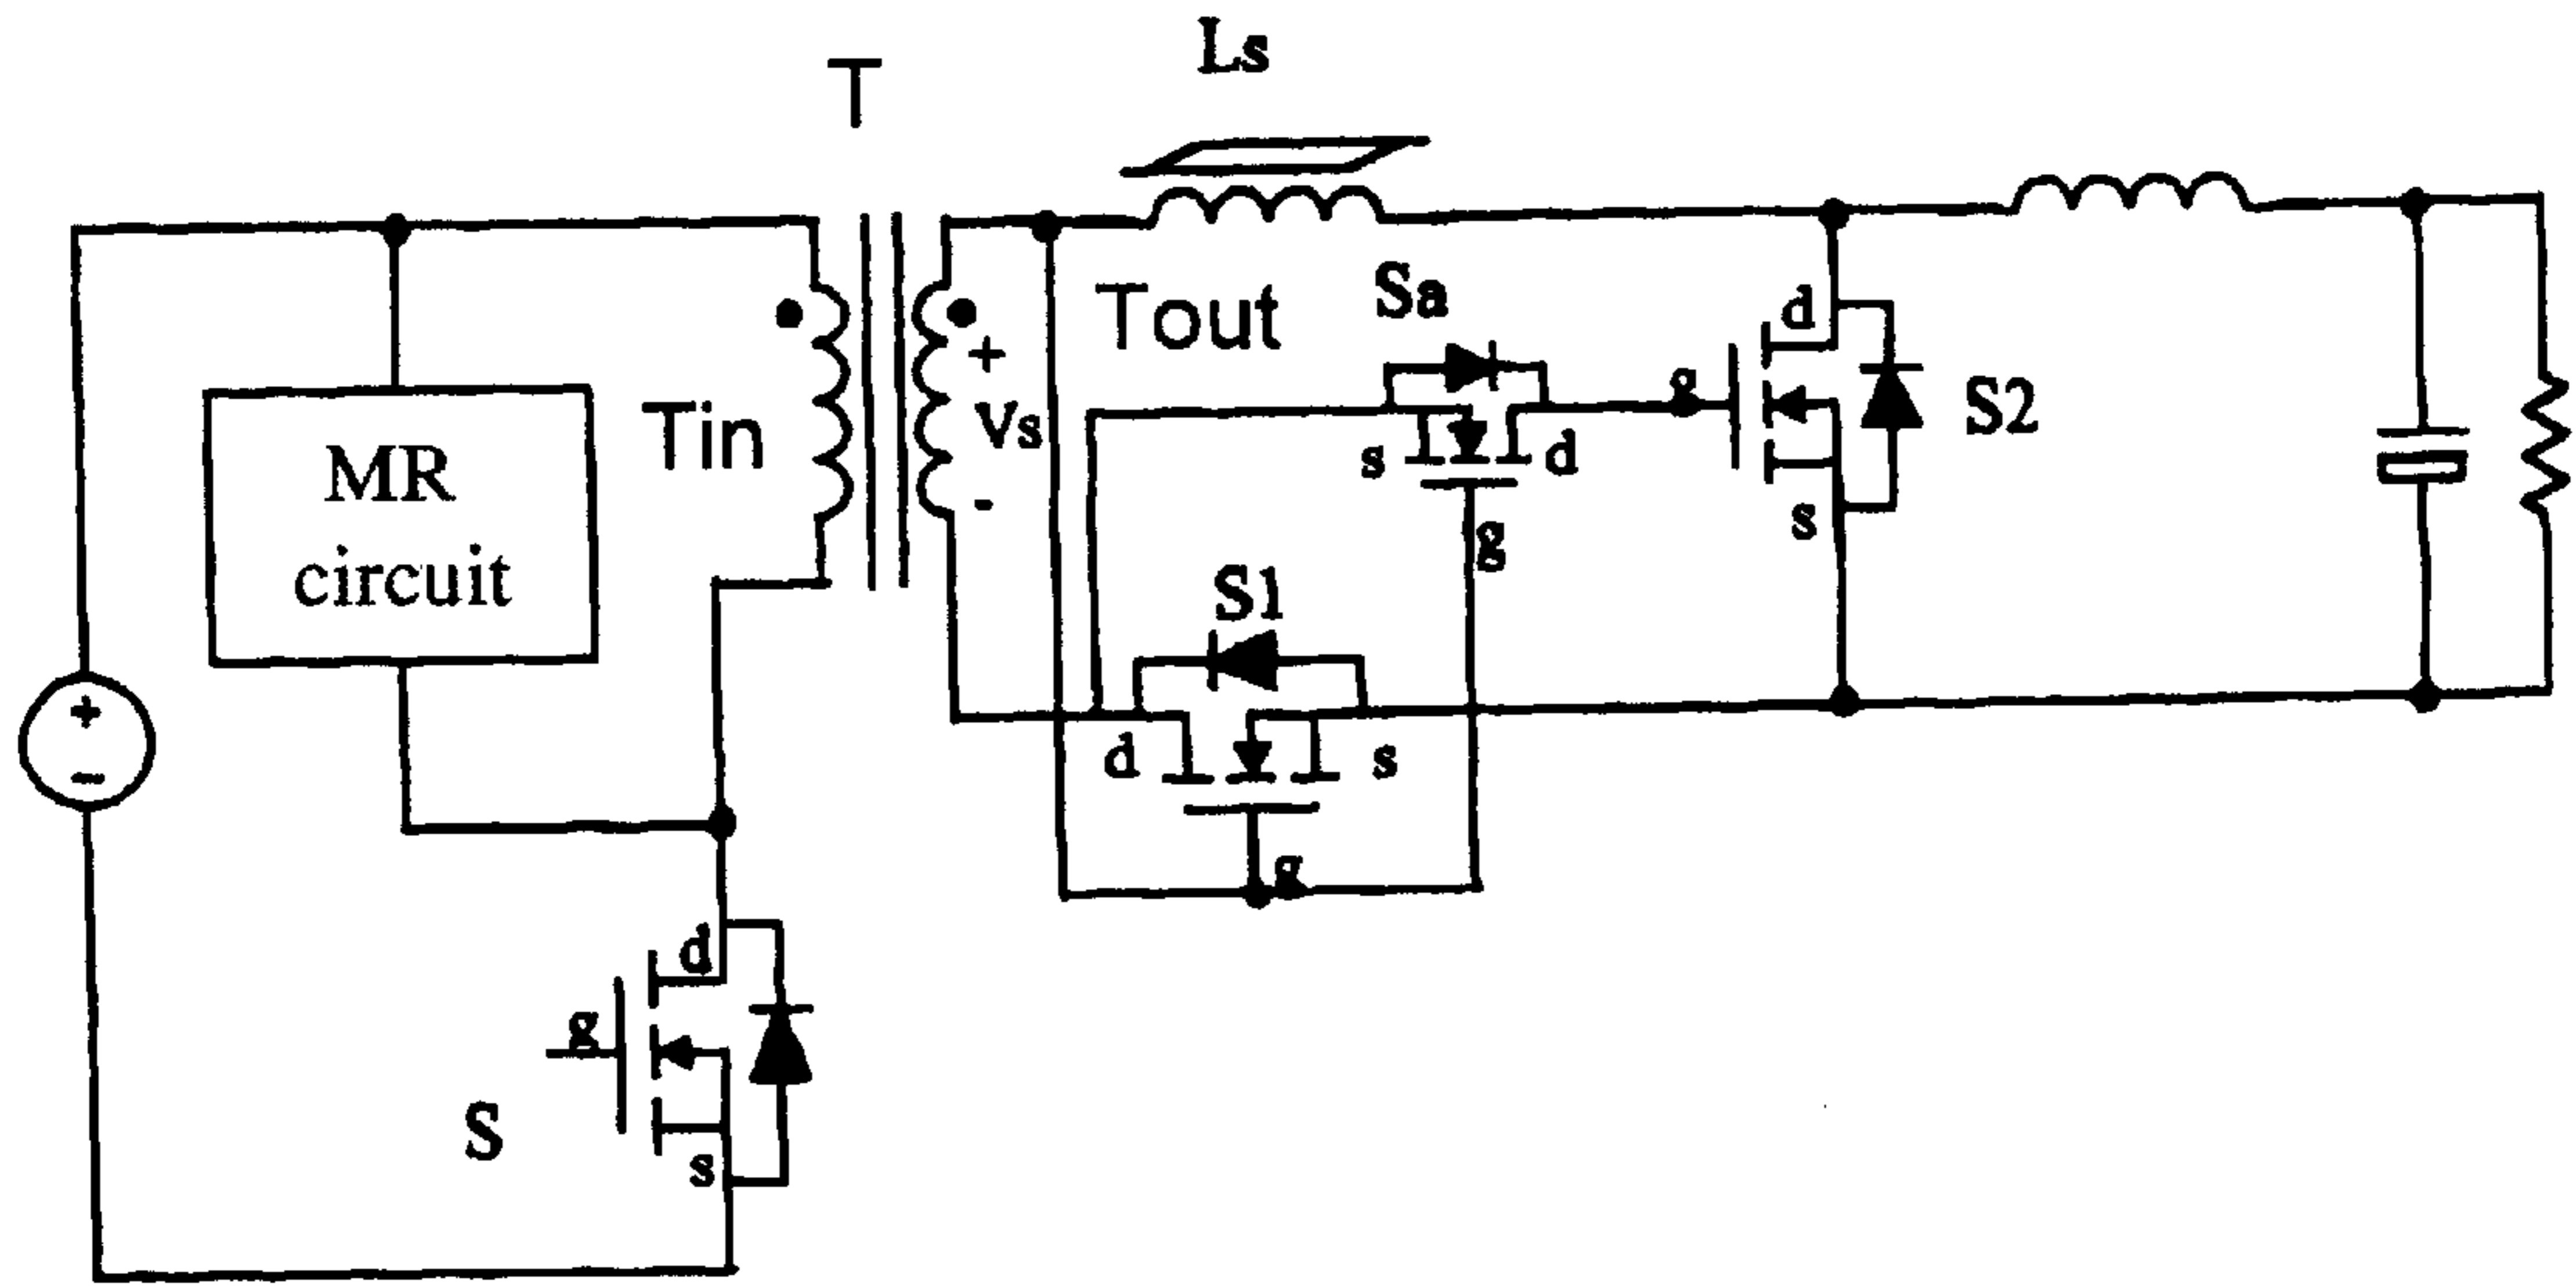 Ls
T
Tout
Sa
d
g
S2
+
Vs
-
Tin
MR
circuit
s
d
s
g
S1
+
−
d
s
g
d
g
S
s